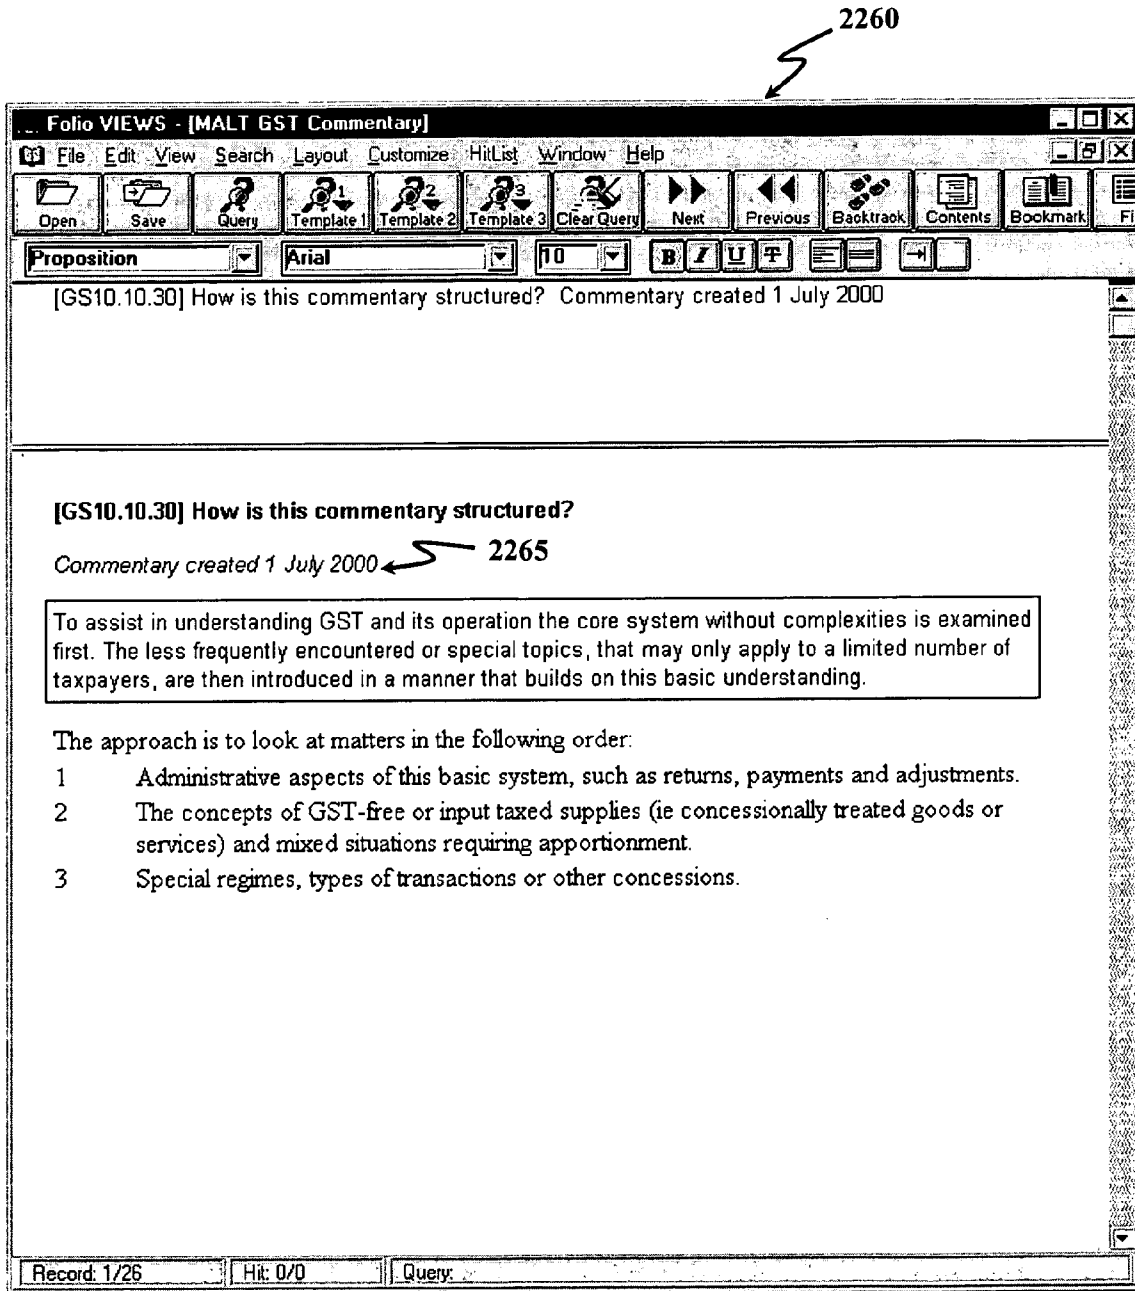 2260
Folio VIEWS - [MALT GST Commentary]
File Edit View Search Layout Customize HitList Window Help
Open Save Query Template 1 Template 2 Template 3 Clear Query Next Previous Backtrack Contents Bookmark Fi
Proposition Arial 10 B I U T
[GS10.10.30] How is this commentary structured? Commentary created 1 July 2000
[GS10.10.30] How is this commentary structured?
Commentary created 1 July 2000 2265
To assist in understanding GST and its operation the core system without complexities is examined
first. The less frequently encountered or special topics, that may only apply to a limited number of
taxpayers, are then introduced in a manner that builds on this basic understanding.
The approach is to look at matters in the following order:
1 Administrative aspects of this basic system, such as returns, payments and adjustments.
2 The concepts of GST-free or input taxed supplies (ie concessionally treated goods or
services) and mixed situations requiring apportionment.
3 Special regimes, types of transactions or other concessions.
Record: 1/26 Hit: 0/0 Query: